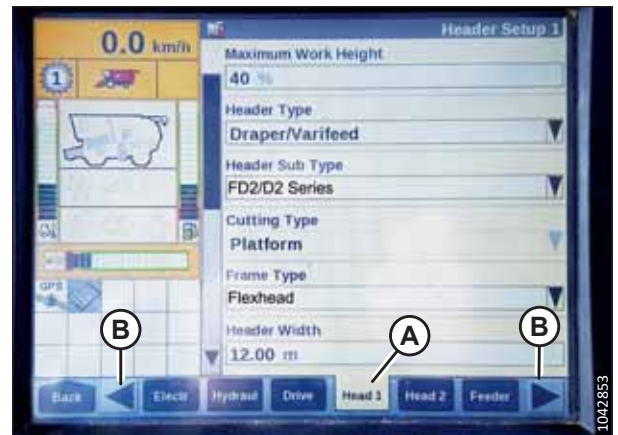 0.0 km/h
Header Setup 1
1
Maximum Work Height
40 %
Header Type
Draper/Varifeed
Header Sub Type
FD2/D2 Series
Cutting Type
Platform
Frame Type
Flexhead
Header Width
12.00 m
GPS
B
A
B
Back
Electr
Hydraul
Drive
Head 1
Head 2
Feeder
1042853